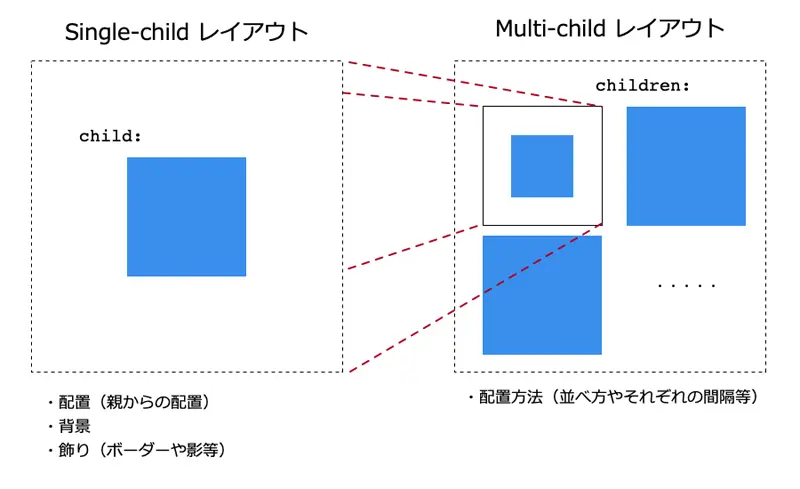 Single-child レイアウト
child:
・配置（親からの配置）
・背景
・飾り（ボーダーや影等）
Multi-child レイアウト
children:
.....
・配置方法（並べ方やそれぞれの間隔等）